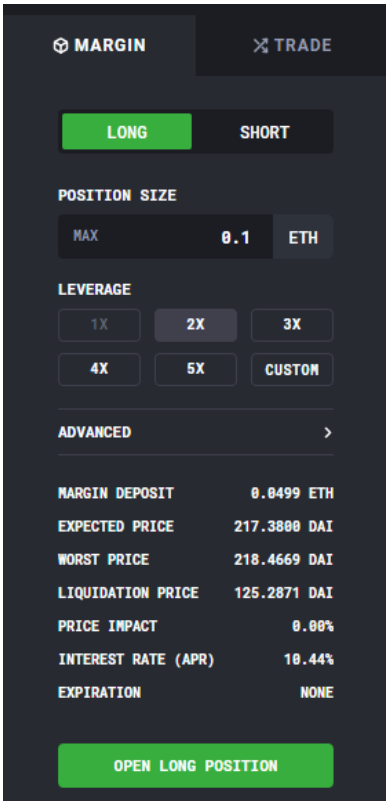 MARGIN TRADE
LONG SHORT
POSITION SIZE
MAX 0.1 ETH
LEVERAGE
1X 2X 3X
4X 5X CUSTOM
ADVANCED
MARGIN DEPOSIT 0.0499 ETH
EXPECTED PRICE 217.3800 DAI
WORST PRICE 218.4669 DAI
LIQUIDATION PRICE 125.2871 DAI
PRICE IMPACT 0.00%
INTEREST RATE (APR) 10.44%
EXPIRATION NONE
OPEN LONG POSITION